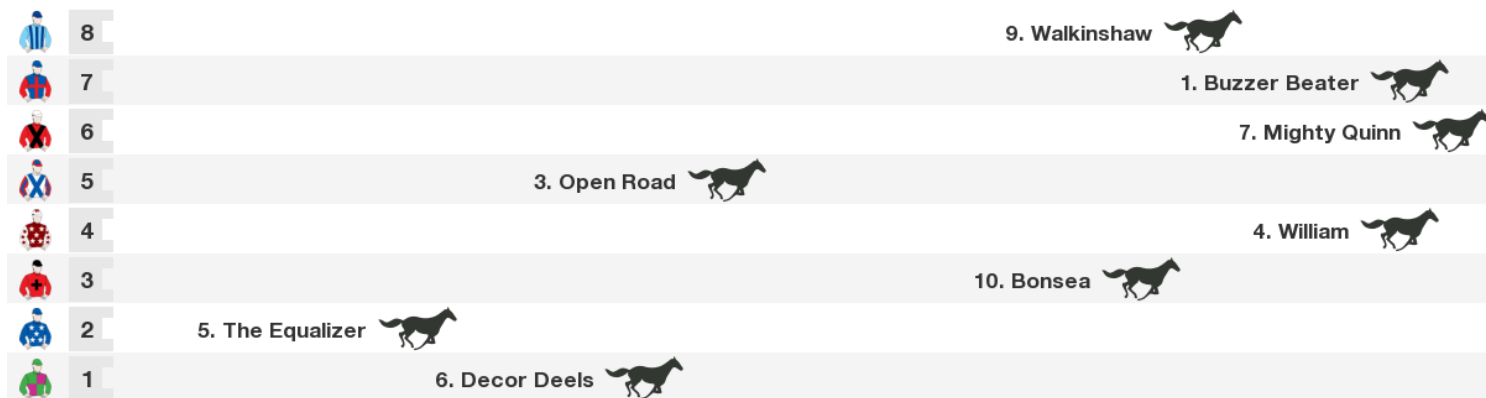 8 9. Walkinshaw
7 1. Buzzer Beater
6 7. Mighty Quinn
5 3. Open Road
4 4. William
3 10. Bonsea
2 5. The Equalizer
1 6. Decor Deels